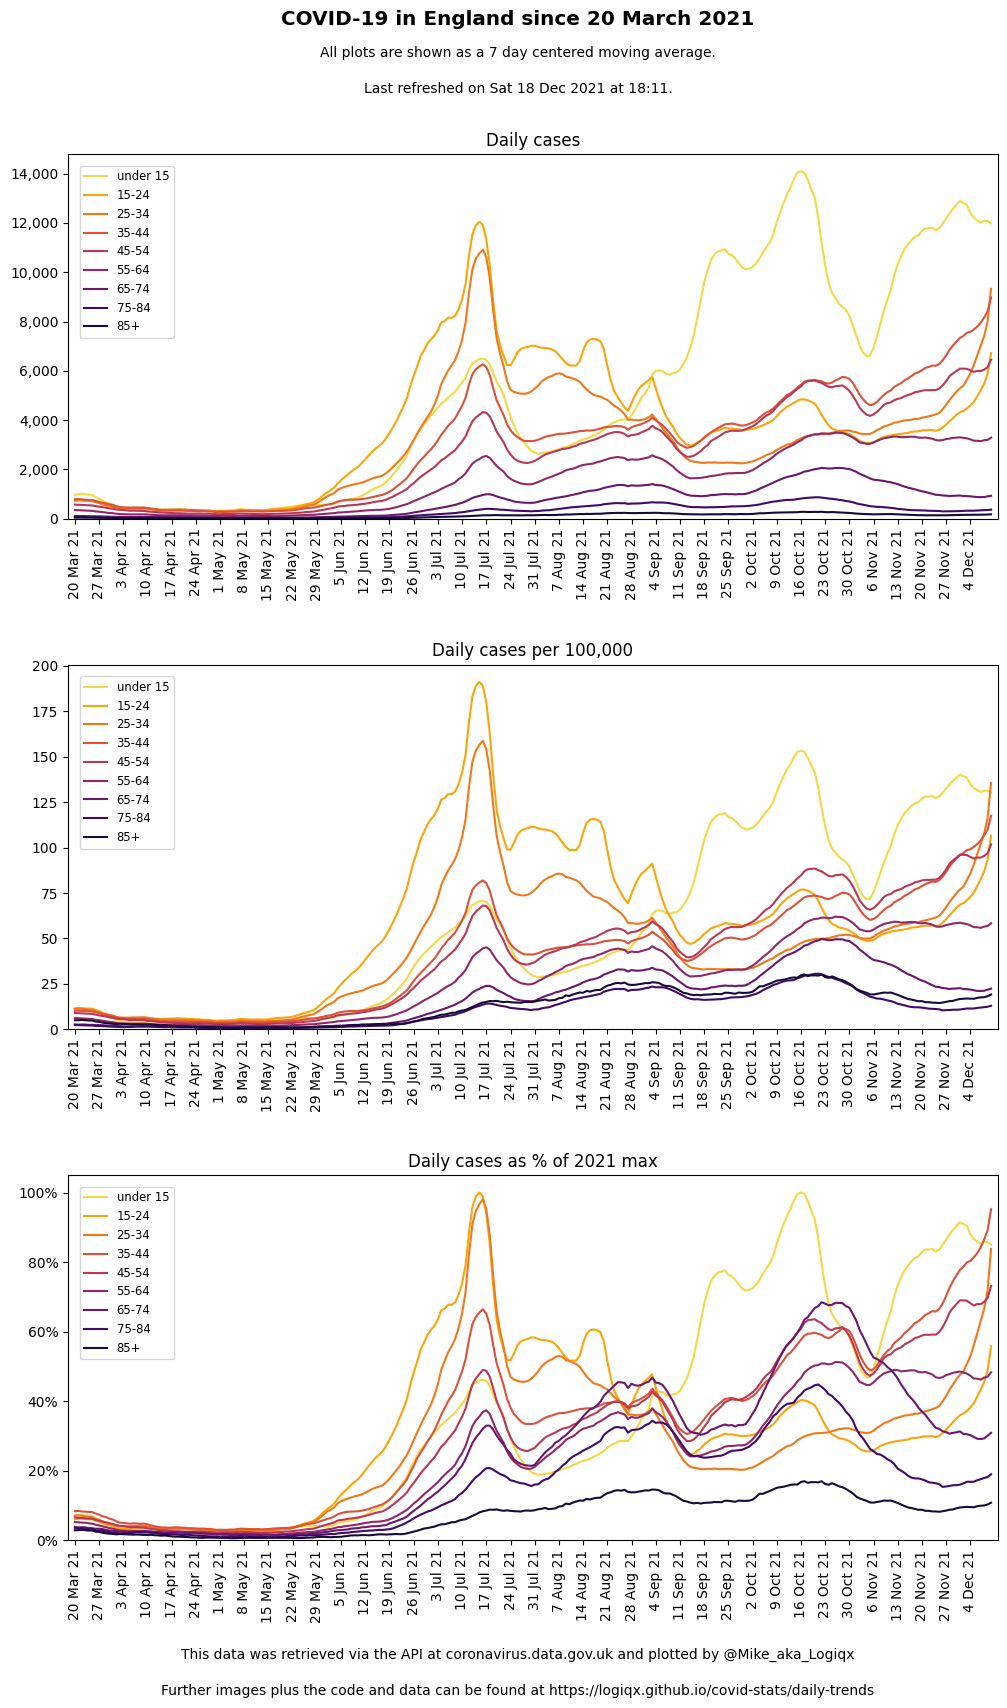 COVID-19 in England since 20 March 2021
All plots are shown as a 7 day centered moving average.
Last refreshed on Sat 18 Dec 2021 at 18:11.
Daily cases
14,000
12,000
10,000
8,000
6,000
4,000
2,000
0
under 15
15-24
25-34
35-44
45-54
55-64
65-74
75-84
85+
20 Mar 21
27 Mar 21
3 Apr 21
10 Apr 21
17 Apr 21
24 Apr 21
1 May 21
8 May 21
15 May 21
22 May 21
29 May 21
5 Jun 21
12 Jun 21
19 Jun 21
26 Jun 21
3 Jul 21
10 Jul 21
17 Jul 21
24 Jul 21
31 Jul 21
7 Aug 21
14 Aug 21
21 Aug 21
28 Aug 21
4 Sep 21
11 Sep 21
18 Sep 21
25 Sep 21
2 Oct 21
9 Oct 21
16 Oct 21
23 Oct 21
30 Oct 21
6 Nov 21
13 Nov 21
20 Nov 21
27 Nov 21
4 Dec 21
Daily cases per 100,000
200
175
150
125
100
75
50
25
0
under 15
15-24
25-34
35-44
45-54
55-64
65-74
75-84
85+
20 Mar 21
27 Mar 21
3 Apr 21
10 Apr 21
17 Apr 21
24 Apr 21
1 May 21
8 May 21
15 May 21
22 May 21
29 May 21
5 Jun 21
12 Jun 21
19 Jun 21
26 Jun 21
3 Jul 21
10 Jul 21
17 Jul 21
24 Jul 21
31 Jul 21
7 Aug 21
14 Aug 21
21 Aug 21
28 Aug 21
4 Sep 21
11 Sep 21
18 Sep 21
25 Sep 21
2 Oct 21
9 Oct 21
16 Oct 21
23 Oct 21
30 Oct 21
6 Nov 21
13 Nov 21
20 Nov 21
27 Nov 21
4 Dec 21
Daily cases as % of 2021 max
100%
80%
60%
40%
20%
0%
under 15
15-24
25-34
35-44
45-54
55-64
65-74
75-84
85+
20 Mar 21
27 Mar 21
3 Apr 21
10 Apr 21
17 Apr 21
24 Apr 21
1 May 21
8 May 21
15 May 21
22 May 21
29 May 21
5 Jun 21
12 Jun 21
19 Jun 21
26 Jun 21
3 Jul 21
10 Jul 21
17 Jul 21
24 Jul 21
31 Jul 21
7 Aug 21
14 Aug 21
21 Aug 21
28 Aug 21
4 Sep 21
11 Sep 21
18 Sep 21
25 Sep 21
2 Oct 21
9 Oct 21
16 Oct 21
23 Oct 21
30 Oct 21
6 Nov 21
13 Nov 21
20 Nov 21
27 Nov 21
4 Dec 21
This data was retrieved via the API at coronavirus.data.gov.uk and plotted by @Mike_aka_Logiqx
Further images plus the code and data can be found at https://logiqx.github.io/covid-stats/daily-trends